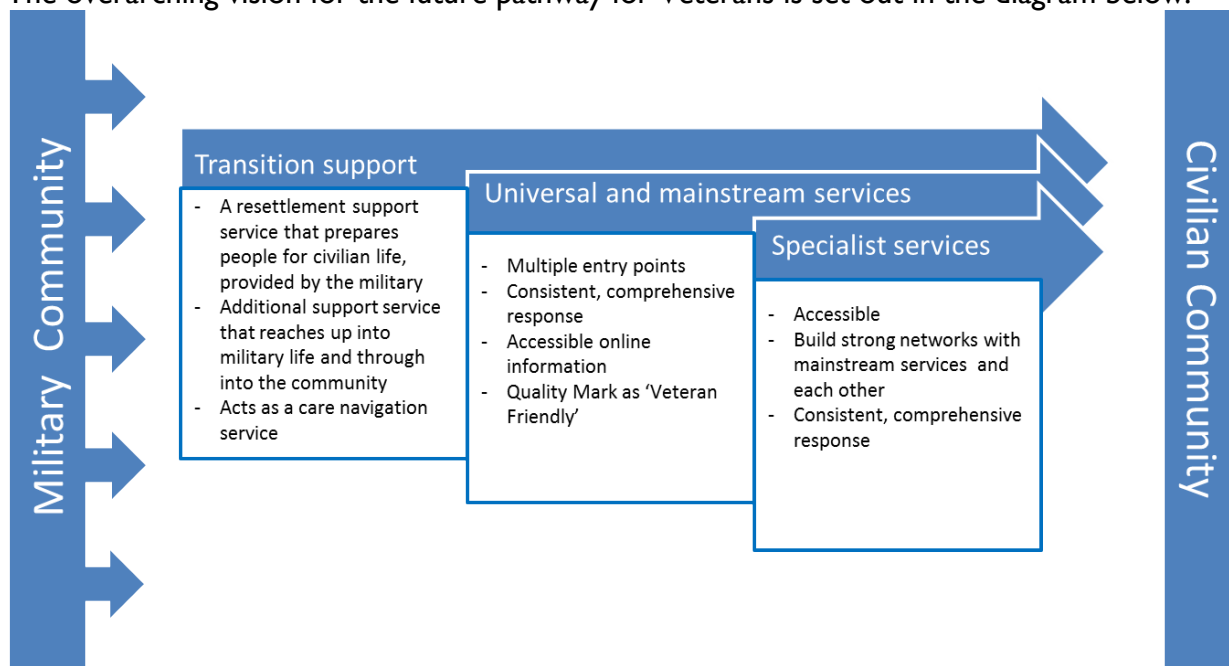 The overarching vision for the future pathway for Veterans is set out in the diagram below.
Military Community
Transition support
- A resettlement support
service that prepares
people for civilian life,
provided by the military
- Additional support service
that reaches up into
military life and through
into the community
- Acts as a care navigation
service
Universal and mainstream services
- Multiple entry points
- Consistent, comprehensive
response
- Accessible online
information
- Quality Mark as ‘Veteran
Friendly’
Specialist services
- Accessible
- Build strong networks with
mainstream services and
each other
- Consistent, comprehensive
response
Civilian Community